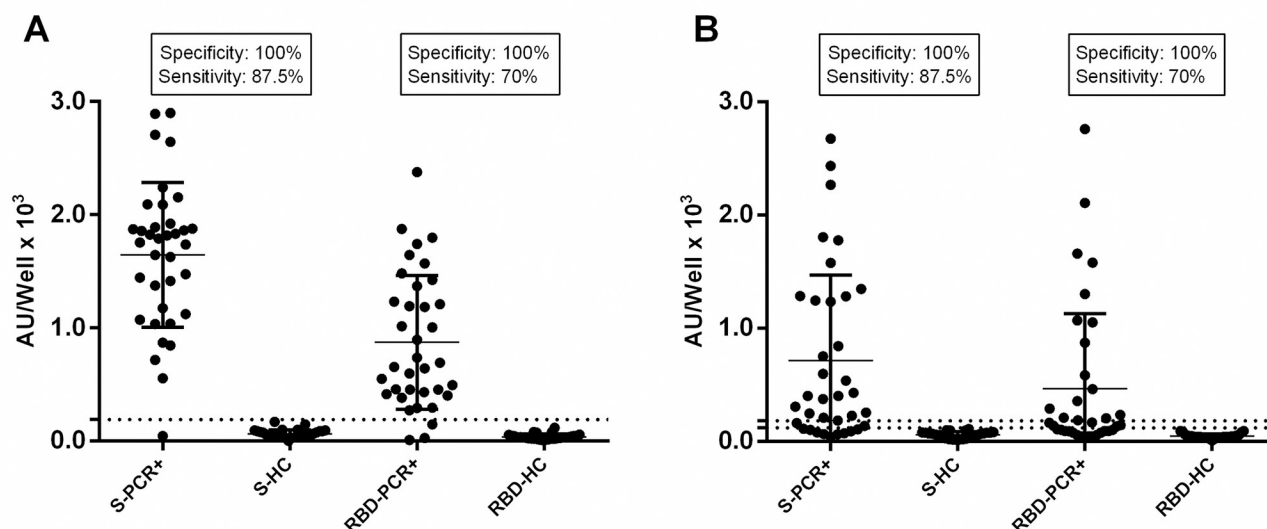 A
Specificity: 100%
Sensitivity: 87.5%
Specificity: 100%
Sensitivity: 70%
AU/Well x 10³
3.0
2.0
1.0
0.0
S-PCR+
S-HC
RBD-PCR+
RBD-HC
B
Specificity: 100%
Sensitivity: 87.5%
Specificity: 100%
Sensitivity: 70%
AU/Well x 10³
3.0
2.0
1.0
0.0
S-PCR+
S-HC
RBD-PCR+
RBD-HC